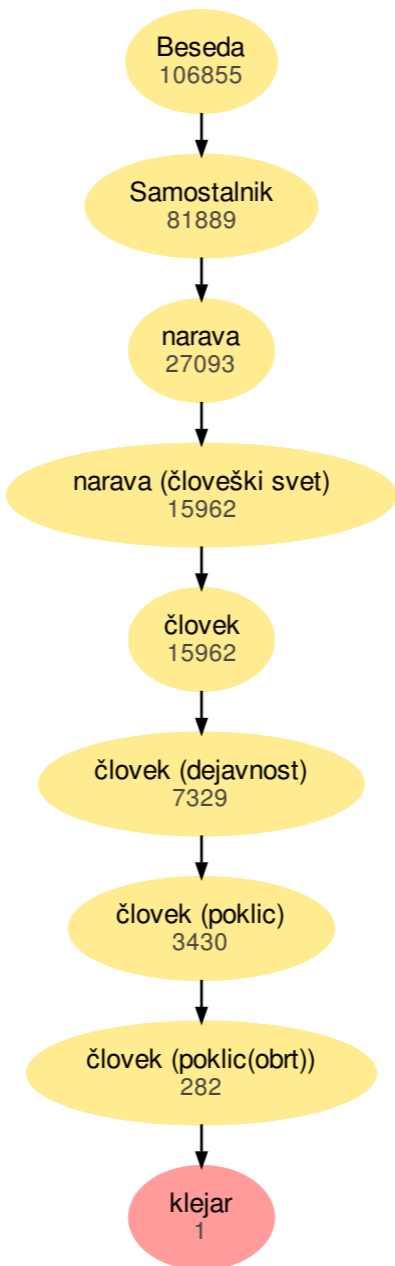 Beseda
106855
Samostalnik
81889
narava
27093
narava (človeški svet)
15962
človek
15962
človek (dejavnost)
7329
človek (poklic)
3430
človek (poklic(obrt))
282
klejar
1